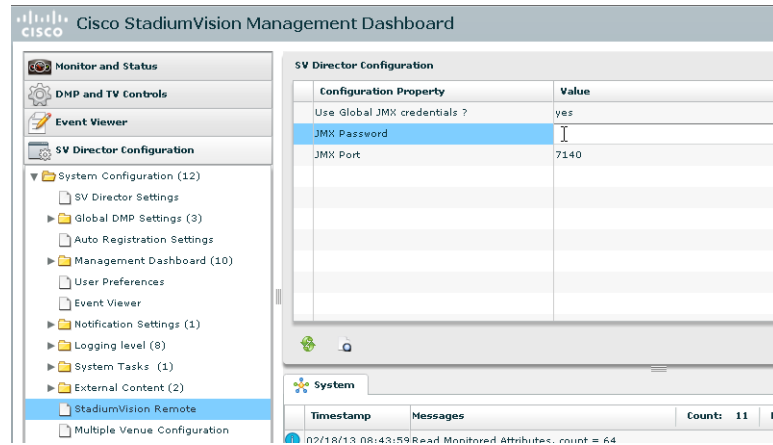 CISCO
Cisco StadiumVision Management Dashboard
Monitor and Status
DMP and TV Controls
Event Viewer
SV Director Configuration
System Configuration (12)
SV Director Settings
Global DMP Settings (3)
Auto Registration Settings
Management Dashboard (10)
User Preferences
Event Viewer
Notification Settings (1)
Logging level (8)
System Tasks (1)
External Content (2)
StadiumVision Remote
Multiple Venue Configuration
SV Director Configuration
Configuration Property Value
Use Global JMX credentials ? yes
JMX Password
JMX Port 7140
System
Timestamp Messages Count: 11
02/18/13 08:43:59 Read Monitored Attributes, count = 64